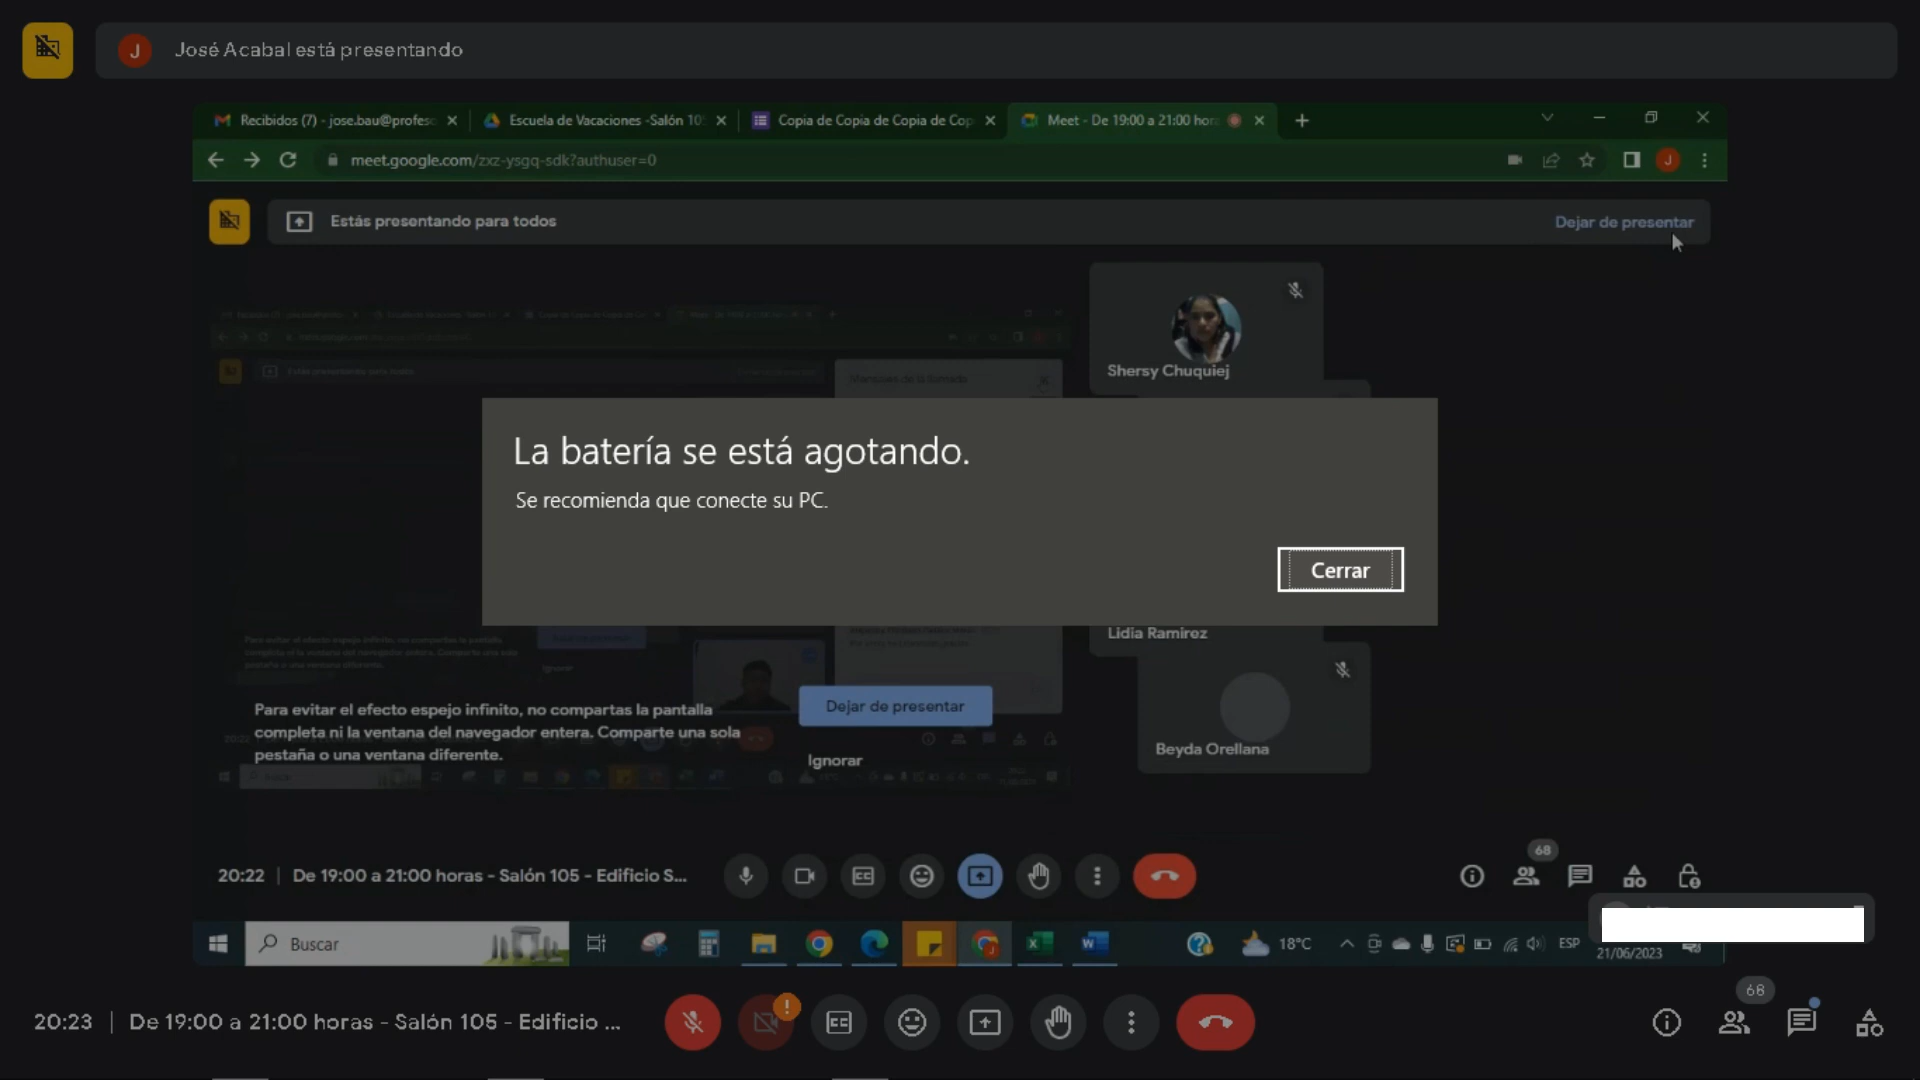 J José Acabal está presentando
Recibidos (7) - jose.bau@profeso
Escuela de Vacaciones -Salón 10
Copia de Copia de Copia de Cop
Meet - De 19:00 a 21:00 hor
meet.google.com/zxz-ysgq-sdk?authuser=0
J
Estás presentando para todos
Dejar de presentar
Shersy Chuquiej
La batería se está agotando.
Se recomienda que conecte su PC.
Cerrar
Lidia Ramirez
Para evitar el efecto espejo infinito, no compartas la pantalla
completa ni la ventana del navegador entera. Comparte una sola
pestaña o una ventana diferente.
Dejar de presentar
Ignorar
Beyda Orellana
20:22 | De 19:00 a 21:00 horas - Salón 105 - Edificio S...
68
Buscar
18°C
ESP
21/06/2023
20:23 | De 19:00 a 21:00 horas - Salón 105 - Edificio ...
68